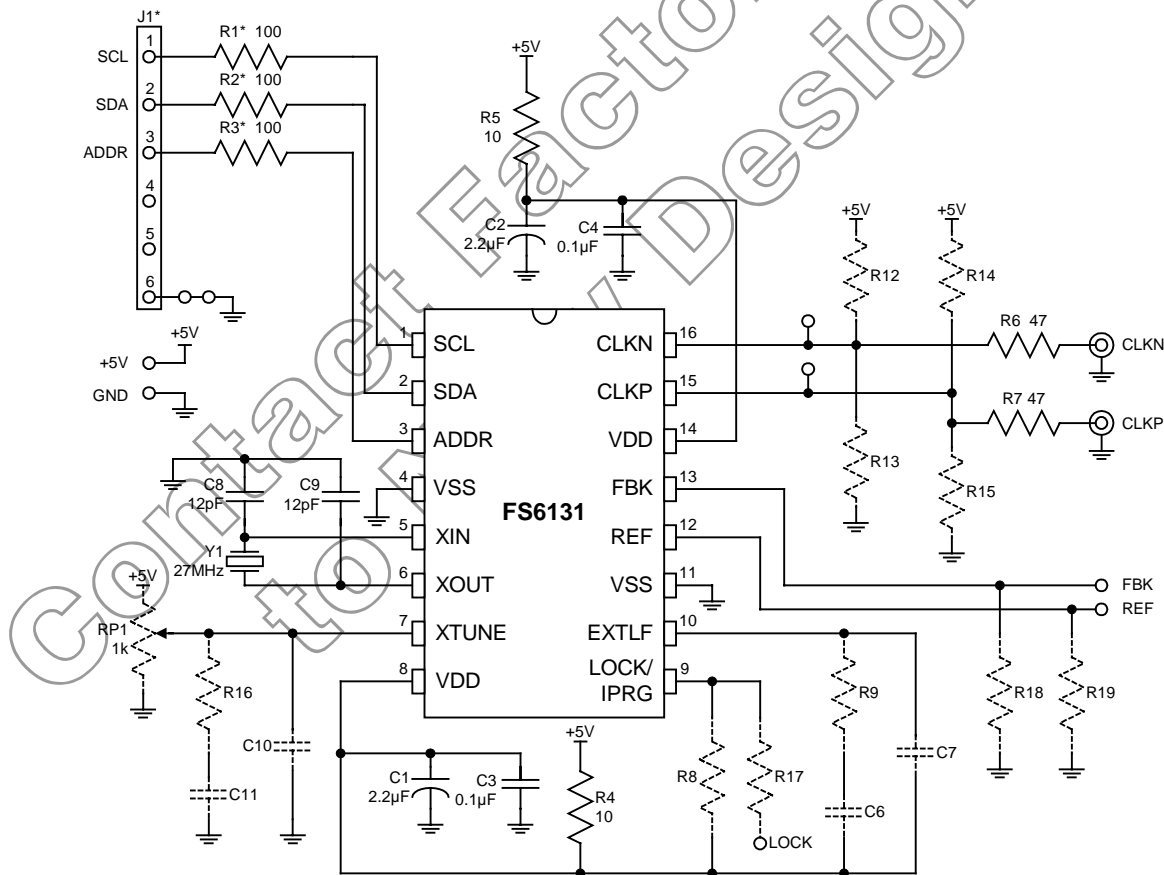 J1*
SCL
1
R1* 100
SDA
2
R2* 100
ADDR
3
R3* 100
4
5
6
+5V
+5V
GND
+5V
R5
10
C2
2.2µF
C4
0.1µF
+5V
+5V
R12
R14
R6 47
CLKN
R7 47
CLKP
R13
R15
FS6131
1 SCL
2 SDA
3 ADDR
4 VSS
5 XIN
6 XOUT
7 XTUNE
8 VDD
CLKN 16
CLKP 15
VDD 14
FBK 13
REF 12
VSS 11
EXTLF 10
LOCK/
IPRG 9
C8
12pF
C9
12pF
Y1
27MHz
+5V
RP1
1k
R16
C10
C11
C1
2.2µF
C3
0.1µF
+5V
R4
10
R8
R17
LOCK
R9
C6
C7
FBK
REF
R18
R19